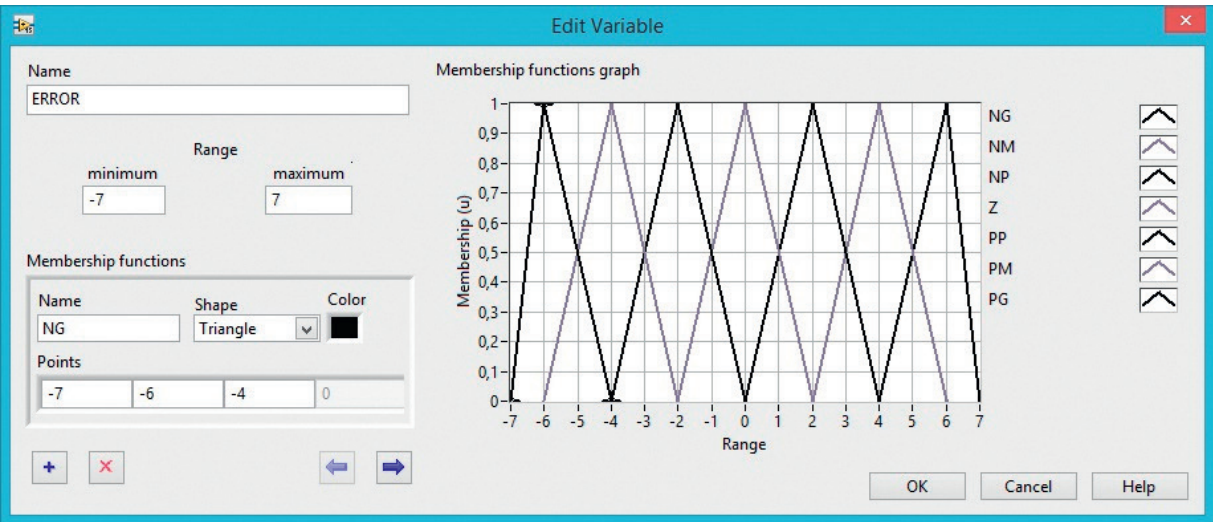 Edit Variable
Name
ERROR
Range
minimum maximum
-7 7
Membership functions
Name Shape Color
NG Triangle
Points
-7 -6 -4 0
Membership functions graph
Membership (u)
1
0,9
0,8
0,7
0,6
0,5
0,4
0,3
0,2
0,1
0
-7 -6 -5 -4 -3 -2 -1 0 1 2 3 4 5 6 7
Range
NG
NM
NP
Z
PP
PM
PG
OK Cancel Help